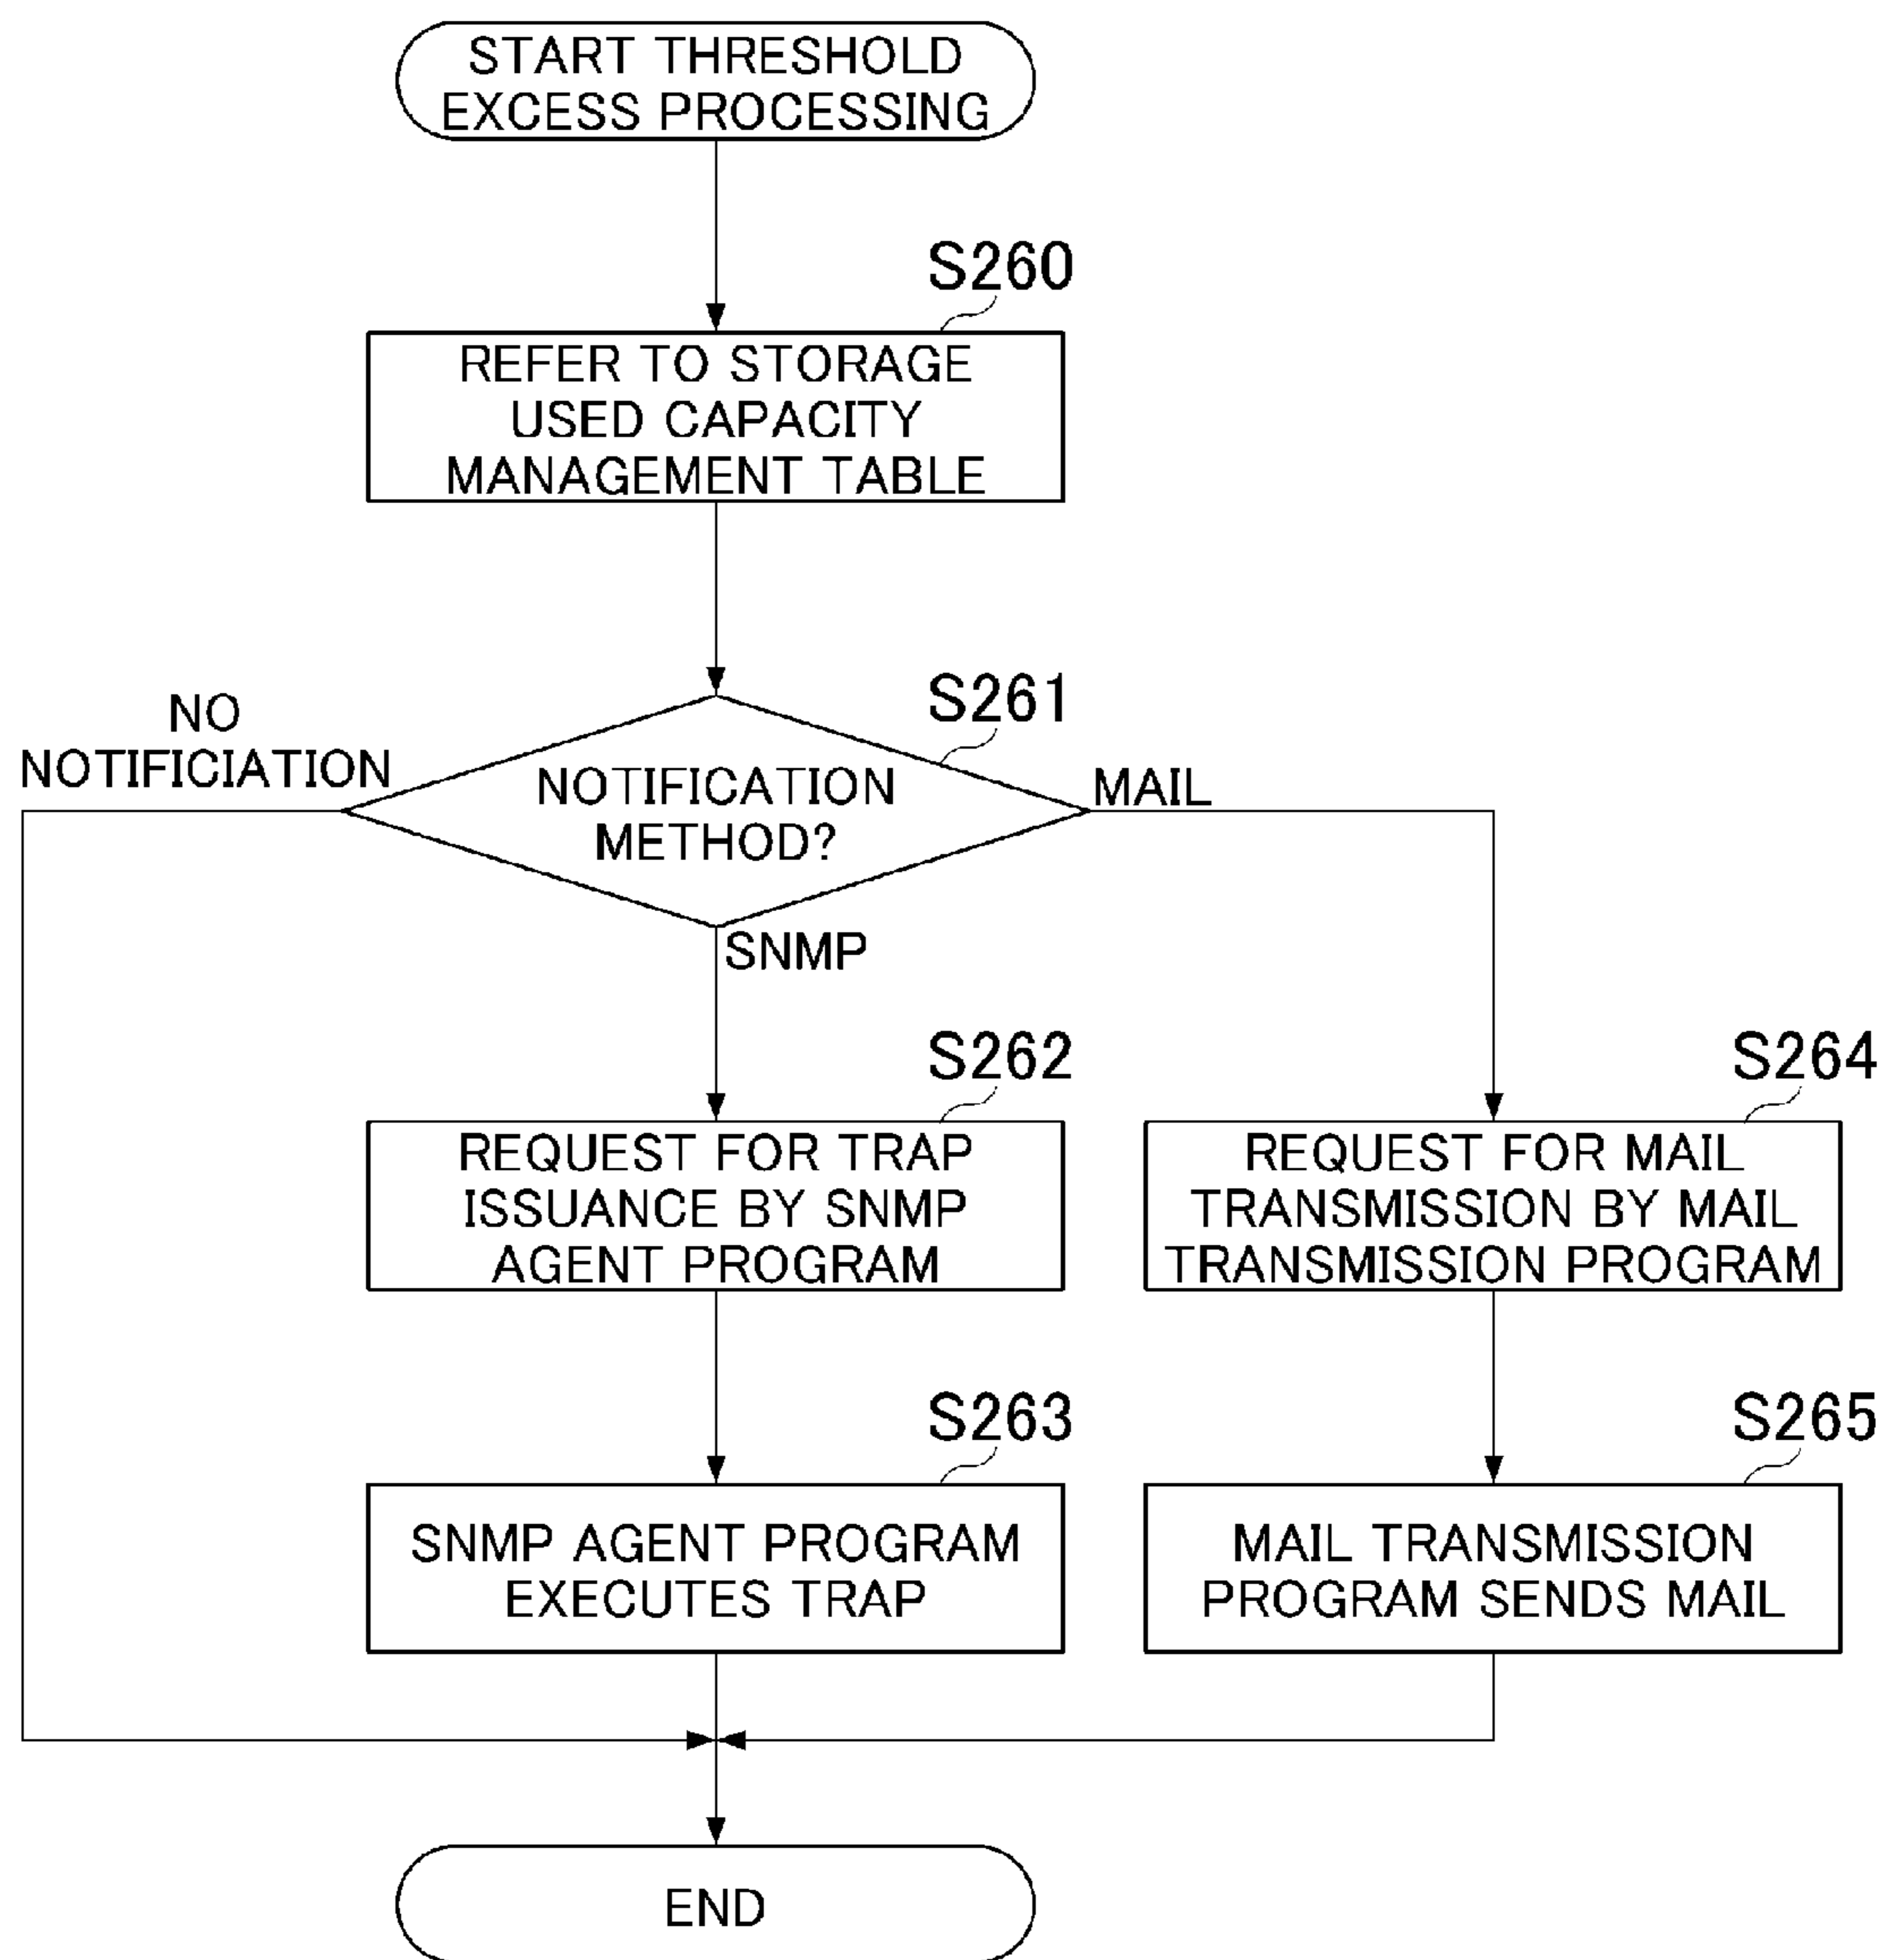 START THRESHOLD
EXCESS PROCESSING
S260
REFER TO STORAGE
USED CAPACITY
MANAGEMENT TABLE
S261
NO
NOTIFICIATION
NOTIFICATION
METHOD?
MAIL
SNMP
S262
REQUEST FOR TRAP
ISSUANCE BY SNMP
AGENT PROGRAM
S264
REQUEST FOR MAIL
TRANSMISSION BY MAIL
TRANSMISSION PROGRAM
S263
SNMP AGENT PROGRAM
EXECUTES TRAP
S265
MAIL TRANSMISSION
PROGRAM SENDS MAIL
END